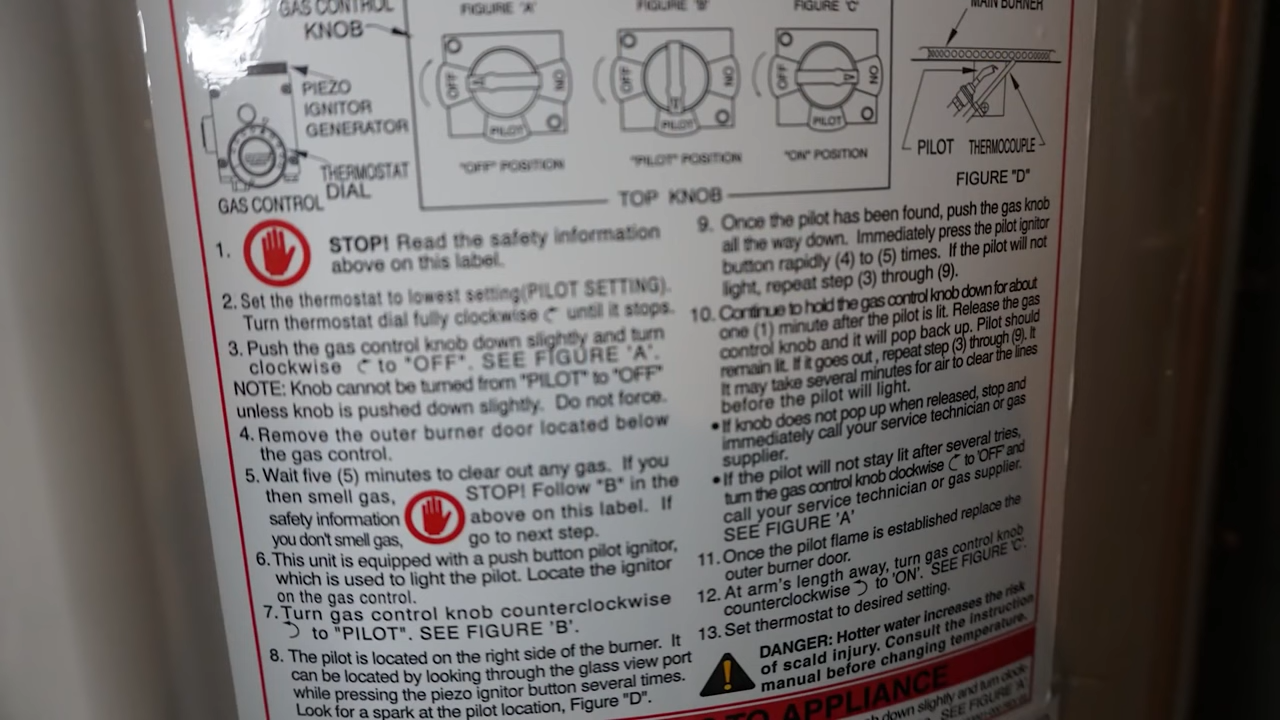 GAS CONTROL
KNOB
PIEZO
IGNITOR
GENERATOR
THERMOSTAT
DIAL
GAS CONTROL
FIGURE "A"
OFF
ON
PILOT
"OFF" POSITION
FIGURE "B"
OFF
ON
PILOT
"PILOT" POSITION
FIGURE "C"
OFF
ON
PILOT
"ON" POSITION
TOP KNOB
MAIN BURNER
PILOT THERMOCOUPLE
FIGURE "D"
1. STOP! Read the safety information
above on this label.
2. Set the thermostat to lowest setting(PILOT SETTING).
Turn thermostat dial fully clockwise until it stops.
3. Push the gas control knob down slightly and turn
clockwise to "OFF". SEE FIGURE 'A'.
NOTE: Knob cannot be turned from "PILOT" to "OFF"
unless knob is pushed down slightly. Do not force.
4. Remove the outer burner door located below
the gas control.
5. Wait five (5) minutes to clear out any gas. If you
then smell gas, STOP! Follow "B" in the
safety information above on this label. If
you don't smell gas, go to next step.
6. This unit is equipped with a push button pilot ignitor,
which is used to light the pilot. Locate the ignitor
on the gas control.
7. Turn gas control knob counterclockwise
to "PILOT". SEE FIGURE 'B'.
8. The pilot is located on the right side of the burner. It
can be located by looking through the glass view port
while pressing the piezo ignitor button several times.
Look for a spark at the pilot location, Figure "D".
9. Once the pilot has been found, push the gas knob
all the way down. Immediately press the pilot ignitor
button rapidly (4) to (5) times. If the pilot will not
light, repeat step (3) through (9).
10. Continue to hold the gas control knob down for about
one (1) minute after the pilot is lit. Release the gas
control knob and it will pop back up. Pilot should
remain lit. If it goes out, repeat step (3) through (9). It
It may take several minutes for air to clear the lines
before the pilot will light.
• If knob does not pop up when released, stop and
immediately call your service technician or gas
supplier.
• If the pilot will not stay lit after several tries,
turn the gas control knob clockwise to 'OFF' and
call your service technician or gas supplier.
SEE FIGURE 'A'
11. Once the pilot flame is established replace the
outer burner door.
12. At arm's length away, turn gas control knob
counterclockwise to 'ON'. SEE FIGURE 'C'.
13. Set thermostat to desired setting.
DANGER: Hotter water increases the risk
of scald injury. Consult the instruction
manual before changing temperature.
TO APPLIANCE
down slightly and turn clock-
SEE FIGURE 'A'